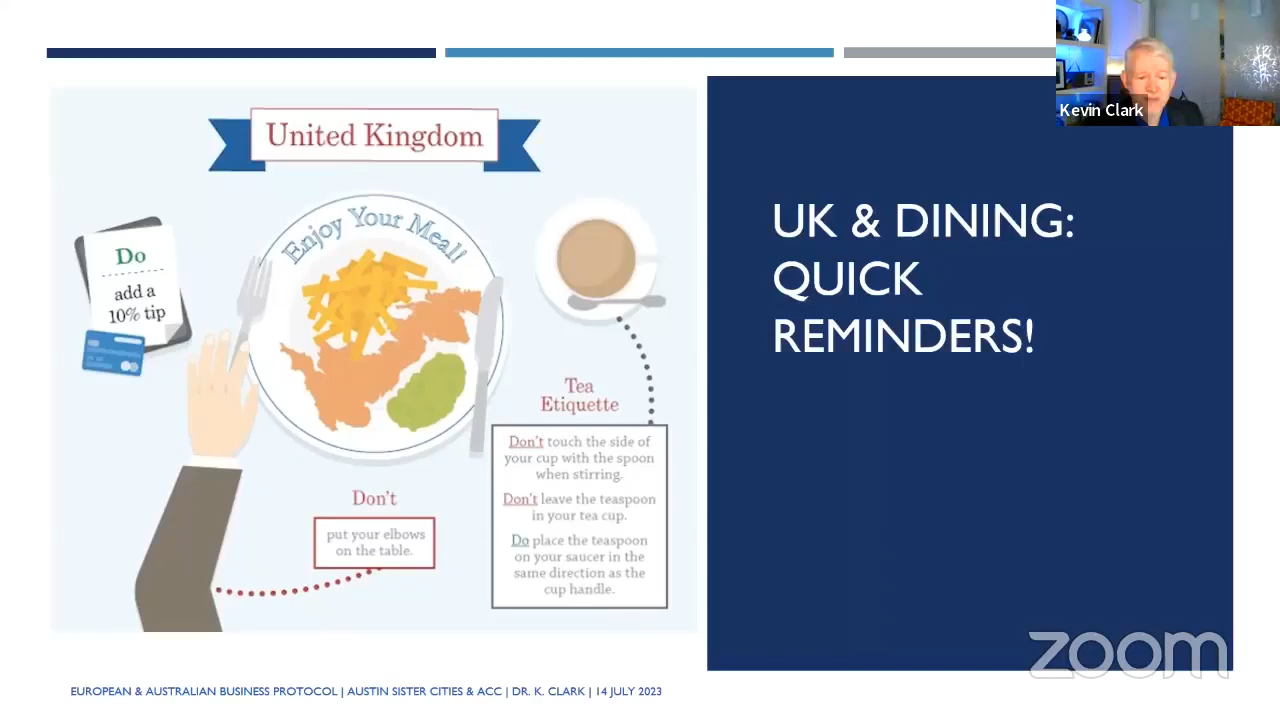 Kevin Clark
United Kingdom
Enjoy Your Meal!
Do
add a
10% tip
Tea
Etiquette
Don't touch the side of
your cup with the spoon
when stirring.
Don't leave the teaspoon
in your tea cup.
Do place the teaspoon
on your saucer in the
same direction as the
cup handle.
Don't
put your elbows
on the table.
UK & DINING:
QUICK
REMINDERS!
zoom
EUROPEAN & AUSTRALIAN BUSINESS PROTOCOL | AUSTIN SISTER CITIES & ACC | DR. K. CLARK | 14 JULY 2023